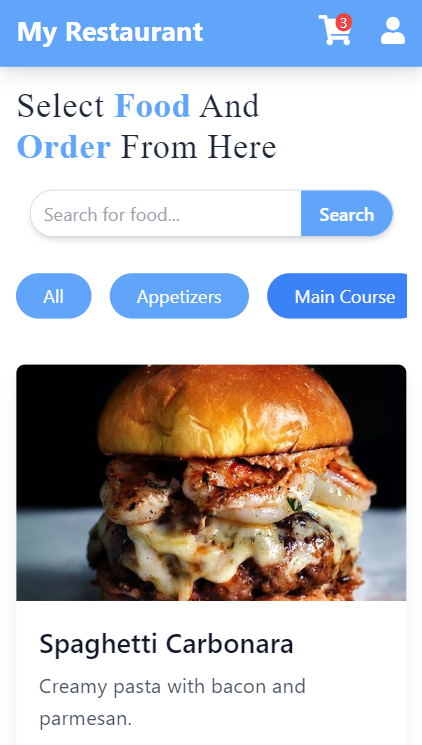 My Restaurant
3
Select Food And
Order From Here
Search for food...
Search
All
Appetizers
Main Course
Spaghetti Carbonara
Creamy pasta with bacon and
parmesan.